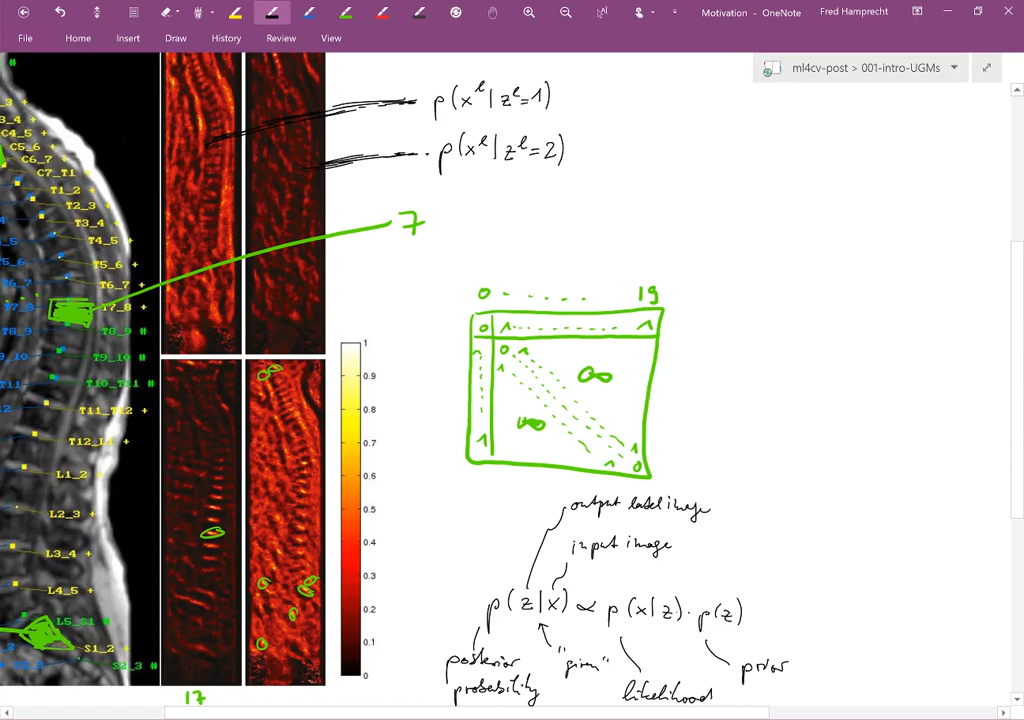 Motivation - OneNote
Fred Hamprecht
File Home Insert Draw History Review View
ml4cv-post > 001-intro-UGMs
C4_5 +
C5_6 +
C6_7 +
C7_T1 +
T1_2 +
T2_3 +
T3_4 +
T4_5 +
T5_6 +
T6_7 +
T7_8 +
T8_9 #
T9_10 #
T10_T11 #
T11_T12 +
T12_L1 +
L1_2 +
L2_3 +
L3_4 +
L4_5 +
L5_S1 #
S1_2 +
S2_3 #
17
1
0.9
0.8
0.7
0.6
0.5
0.4
0.3
0.2
0.1
0
p(x^l | z^l = 1)
p(x^l | z^l = 2)
7
0 - . . . . . 19
0 1 . . . . . . . 1
0 1
1
∞
∞
1 1
1 0
output label image
input image
p(z|x) ∝ p(x|z) · p(z)
posterior probability
"given"
likelihood
prior